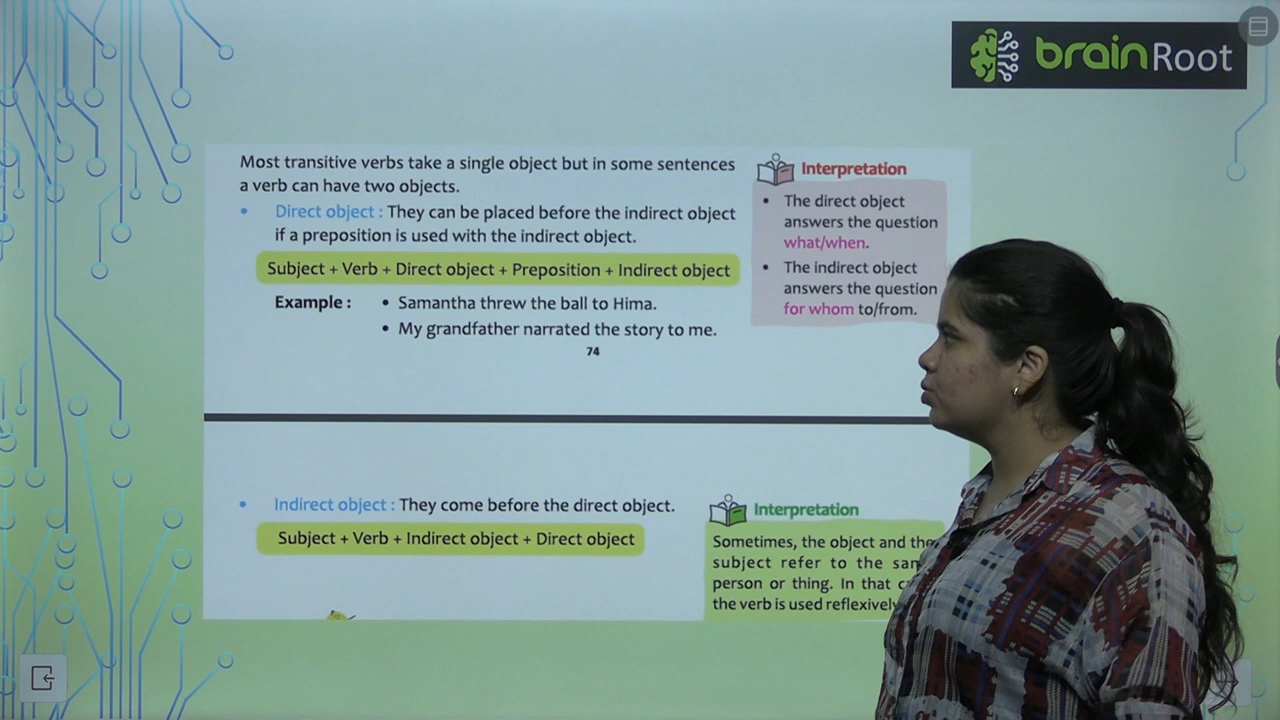 brainRoot
Most transitive verbs take a single object but in some sentences
a verb can have two objects.
• Direct object : They can be placed before the indirect object
if a preposition is used with the indirect object.
Subject + Verb + Direct object + Preposition + Indirect object
Example : • Samantha threw the ball to Hima.
• My grandfather narrated the story to me.
74
Interpretation
• The direct object
answers the question
what/when.
• The indirect object
answers the question
for whom to/from.
• Indirect object : They come before the direct object.
Subject + Verb + Indirect object + Direct object
Interpretation
Sometimes, the object and the
subject refer to the
person or thing. In that
the verb is used reflexively